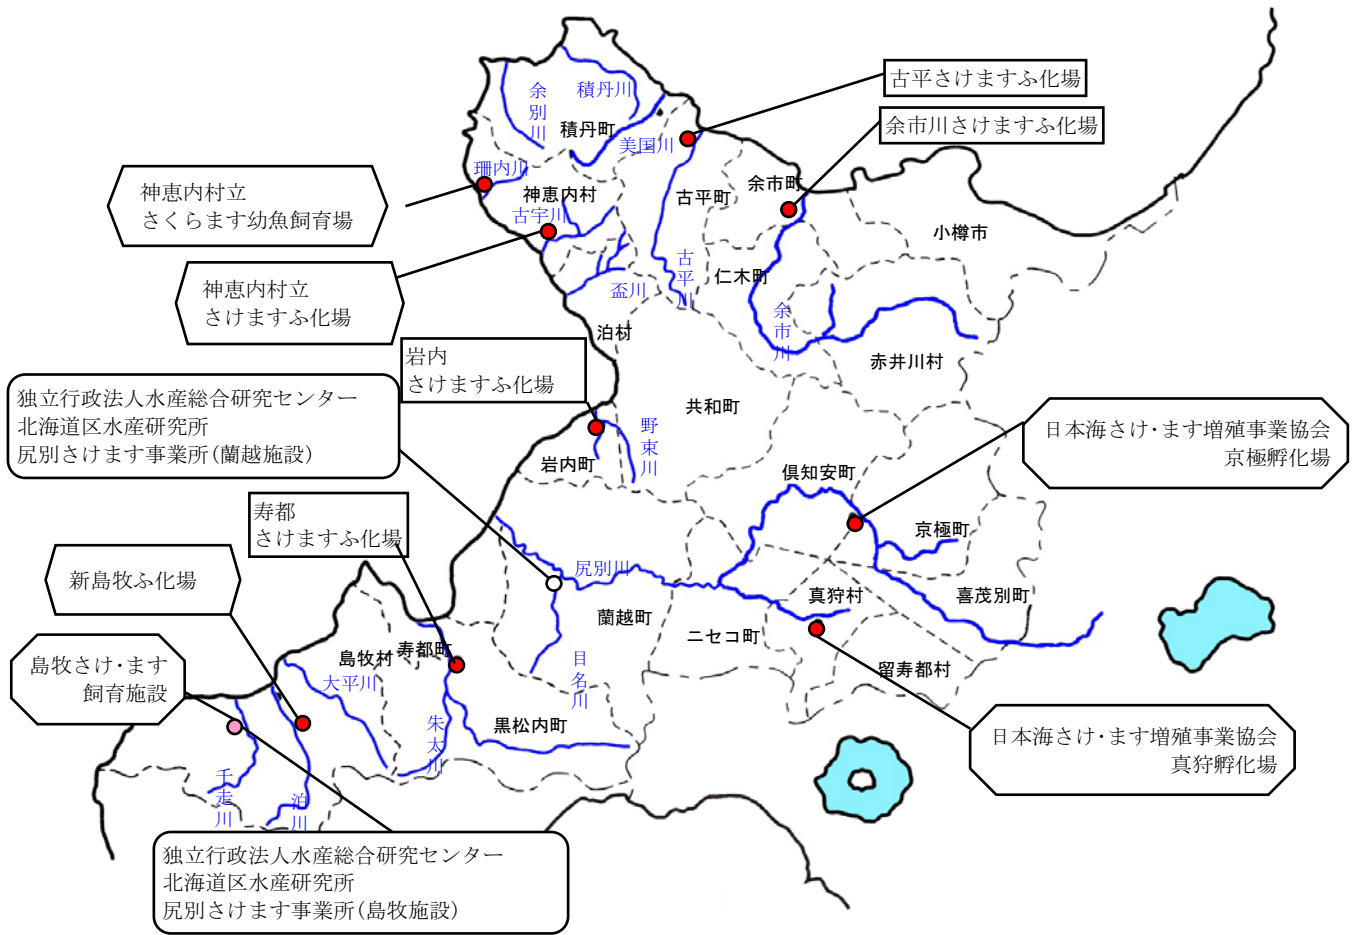 古平さけますふ化場
余市川さけますふ化場
神恵内村立
さくらます幼魚飼育場
神恵内村立
さけますふ化場
岩内
さけますふ化場
独立行政法人水産総合研究センター
北海道区水産研究所
尻別さけます事業所(蘭越施設)
日本海さけ・ます増殖事業協会
京極孵化場
寿都
さけますふ化場
新島牧ふ化場
島牧さけ・ます
飼育施設
日本海さけ・ます増殖事業協会
真狩孵化場
独立行政法人水産総合研究センター
北海道区水産研究所
尻別さけます事業所(島牧施設)
余別川
積丹川
積丹町
美国川
珊内川
神恵内村
古宇川
古平町
余市町
小樽市
古平川
仁木町
盃川
余市川
泊村
赤井川村
共和町
野束川
岩内町
倶知安町
京極町
尻別川
真狩村
喜茂別町
蘭越町
ニセコ町
留寿都村
目名川
島牧村
寿都町
大平川
朱太川
黒松内町
千走川
泊川